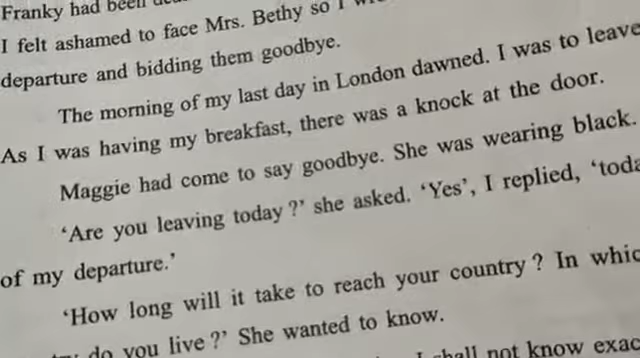 Franky had been
I felt ashamed to face Mrs. Bethy so I
departure and bidding them goodbye.
The morning of my last day in London dawned. I was to leave
As I was having my breakfast, there was a knock at the door.
Maggie had come to say goodbye. She was wearing black.
‘Are you leaving today ?’ she asked. ‘Yes’, I replied, ‘toda
of my departure.’
‘How long will it take to reach your country ? In whic
do you live ?’ She wanted to know.
I shall not know exac